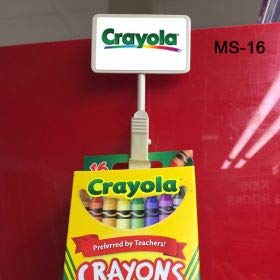 Crayola
MS-16
16
Crayola
Preferred by Teachers!
CRAYONS